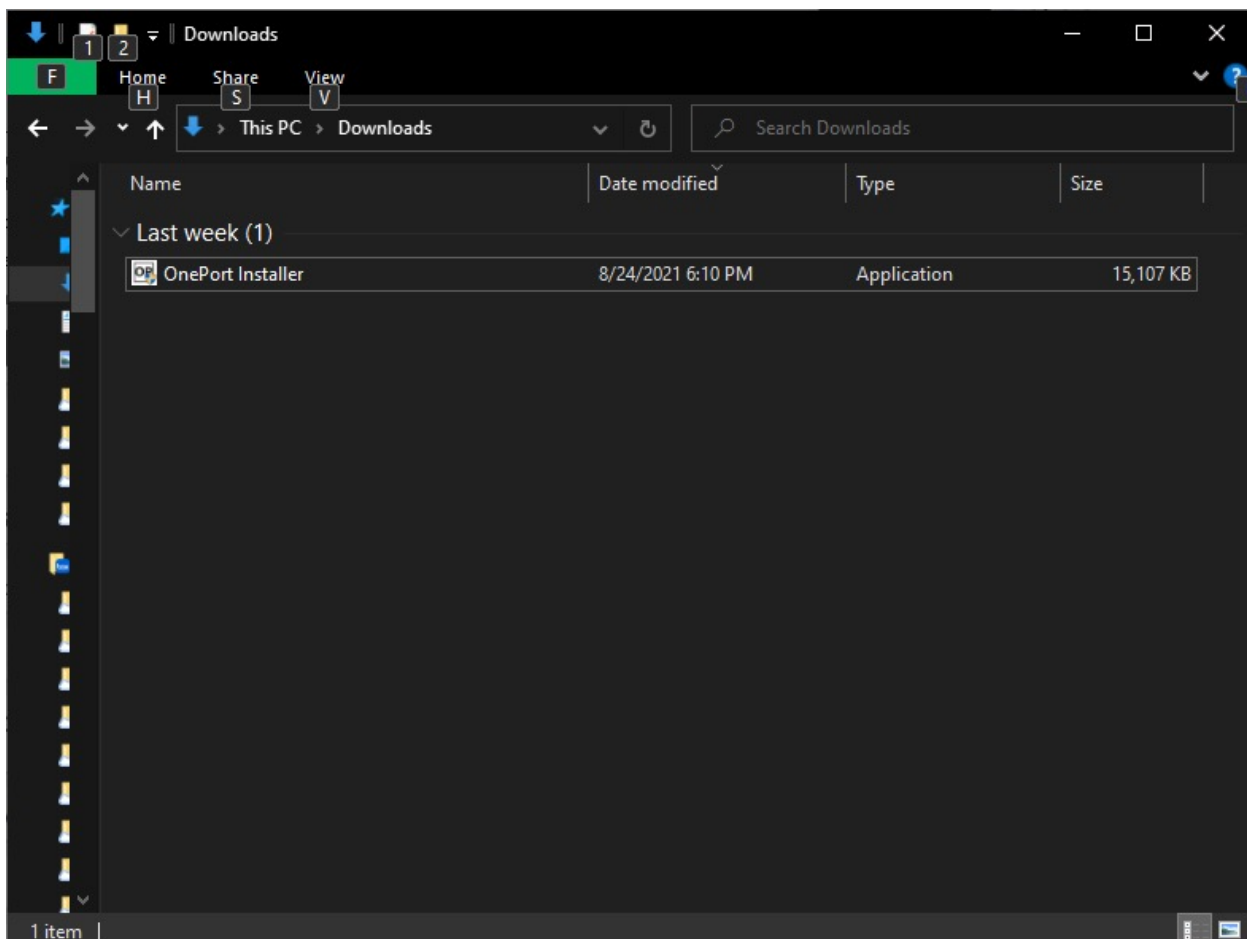 Downloads
1 2
F
Home Share View
H S V
This PC Downloads
Search Downloads
Name Date modified Type Size
Last week (1)
OnePort Installer 8/24/2021 6:10 PM Application 15,107 KB
1 item